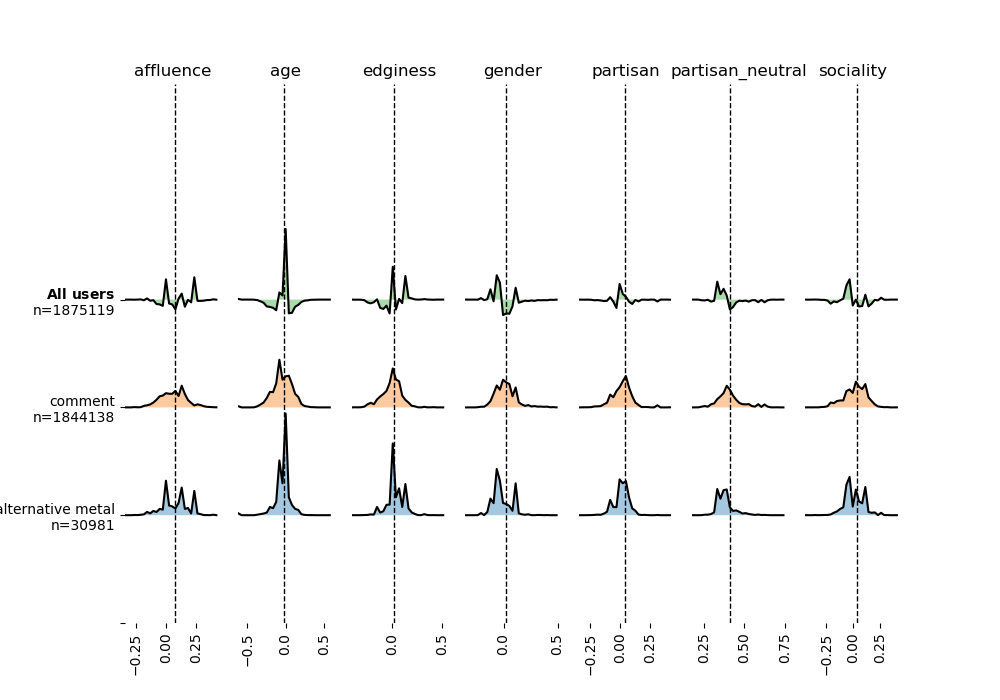 affluence age edginess gender partisan partisan_neutral sociality
All users
n=1875119
comment
n=1844138
alternative metal
n=30981
−0.25 0.00 0.25 −0.5 0.0 0.5 0.0 0.5 0.0 0.5 −0.25 0.00 0.25 0.25 0.50 0.75 −0.25 0.00 0.25